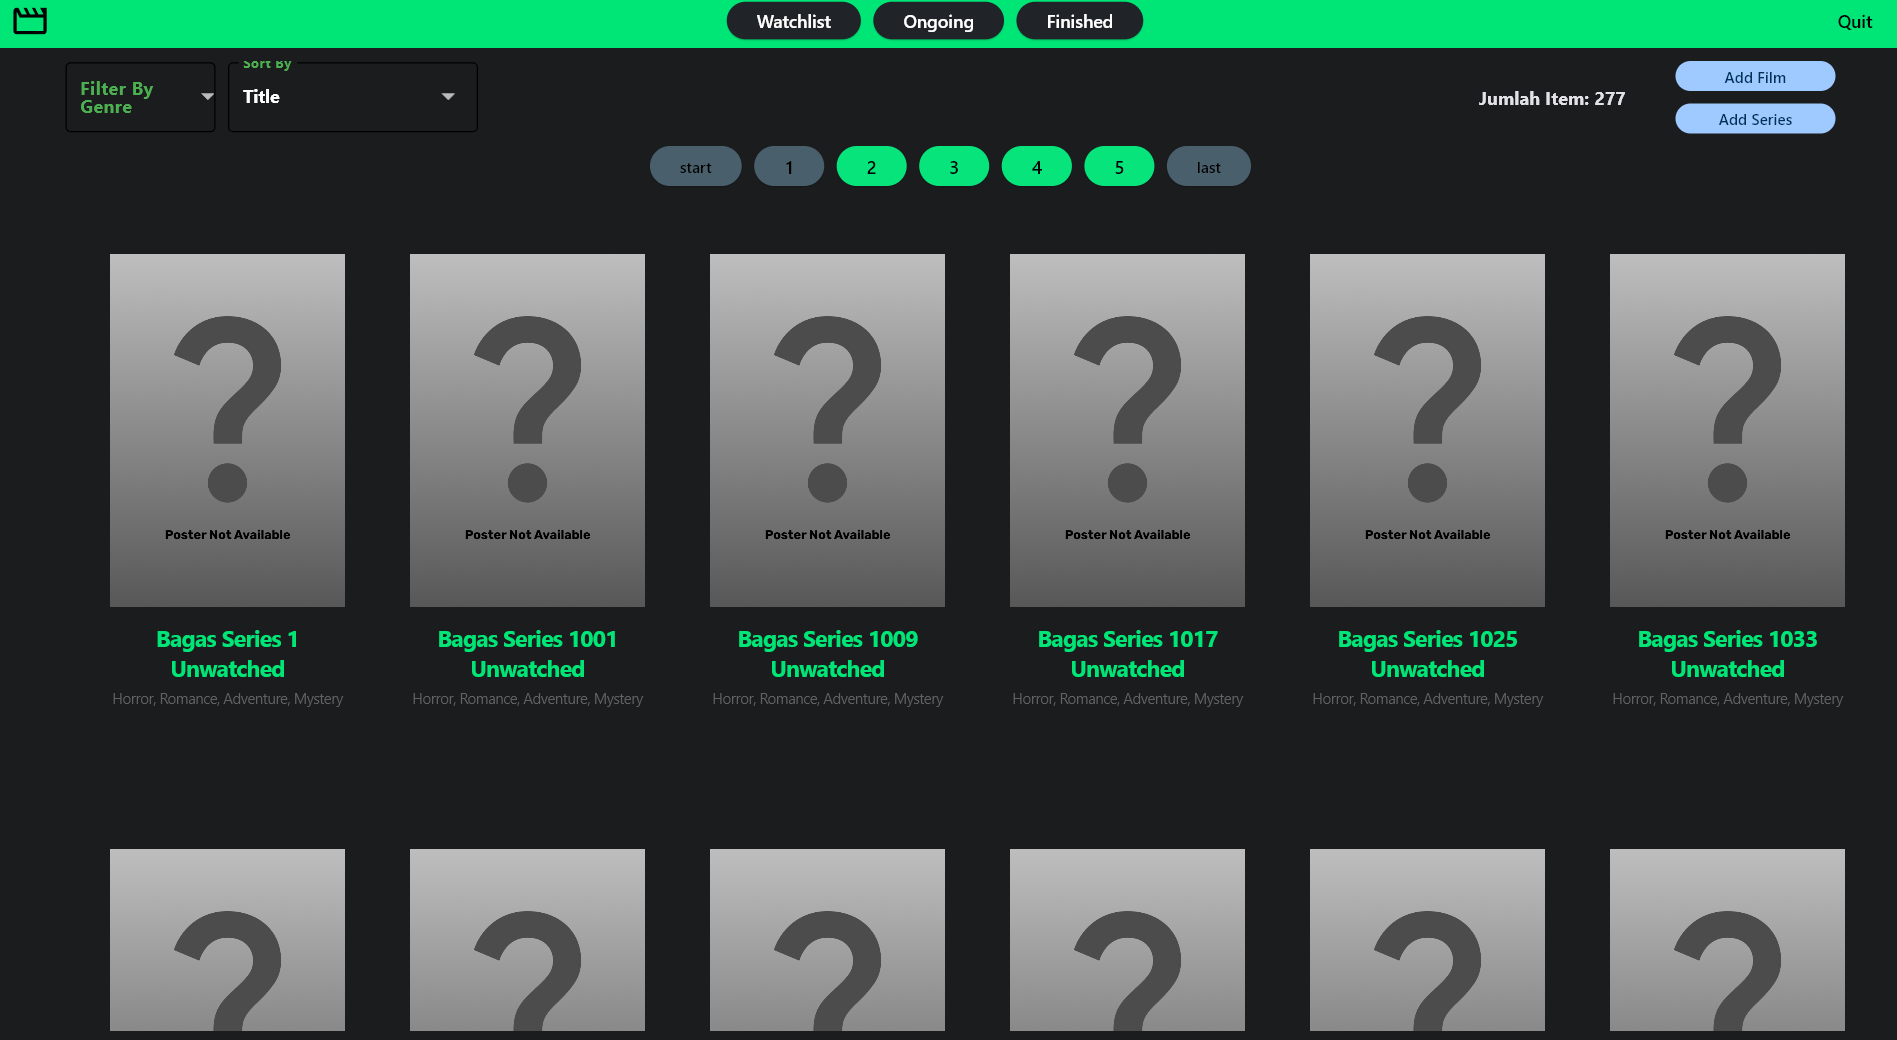 Watchlist
Ongoing
Finished
Quit
Filter By
Genre
Sort By
Title
Jumlah Item: 277
Add Film
Add Series
start
1
2
3
4
5
last
Poster Not Available
Poster Not Available
Poster Not Available
Poster Not Available
Poster Not Available
Poster Not Available
Bagas Series 1
Unwatched
Horror, Romance, Adventure, Mystery
Bagas Series 1001
Unwatched
Horror, Romance, Adventure, Mystery
Bagas Series 1009
Unwatched
Horror, Romance, Adventure, Mystery
Bagas Series 1017
Unwatched
Horror, Romance, Adventure, Mystery
Bagas Series 1025
Unwatched
Horror, Romance, Adventure, Mystery
Bagas Series 1033
Unwatched
Horror, Romance, Adventure, Mystery